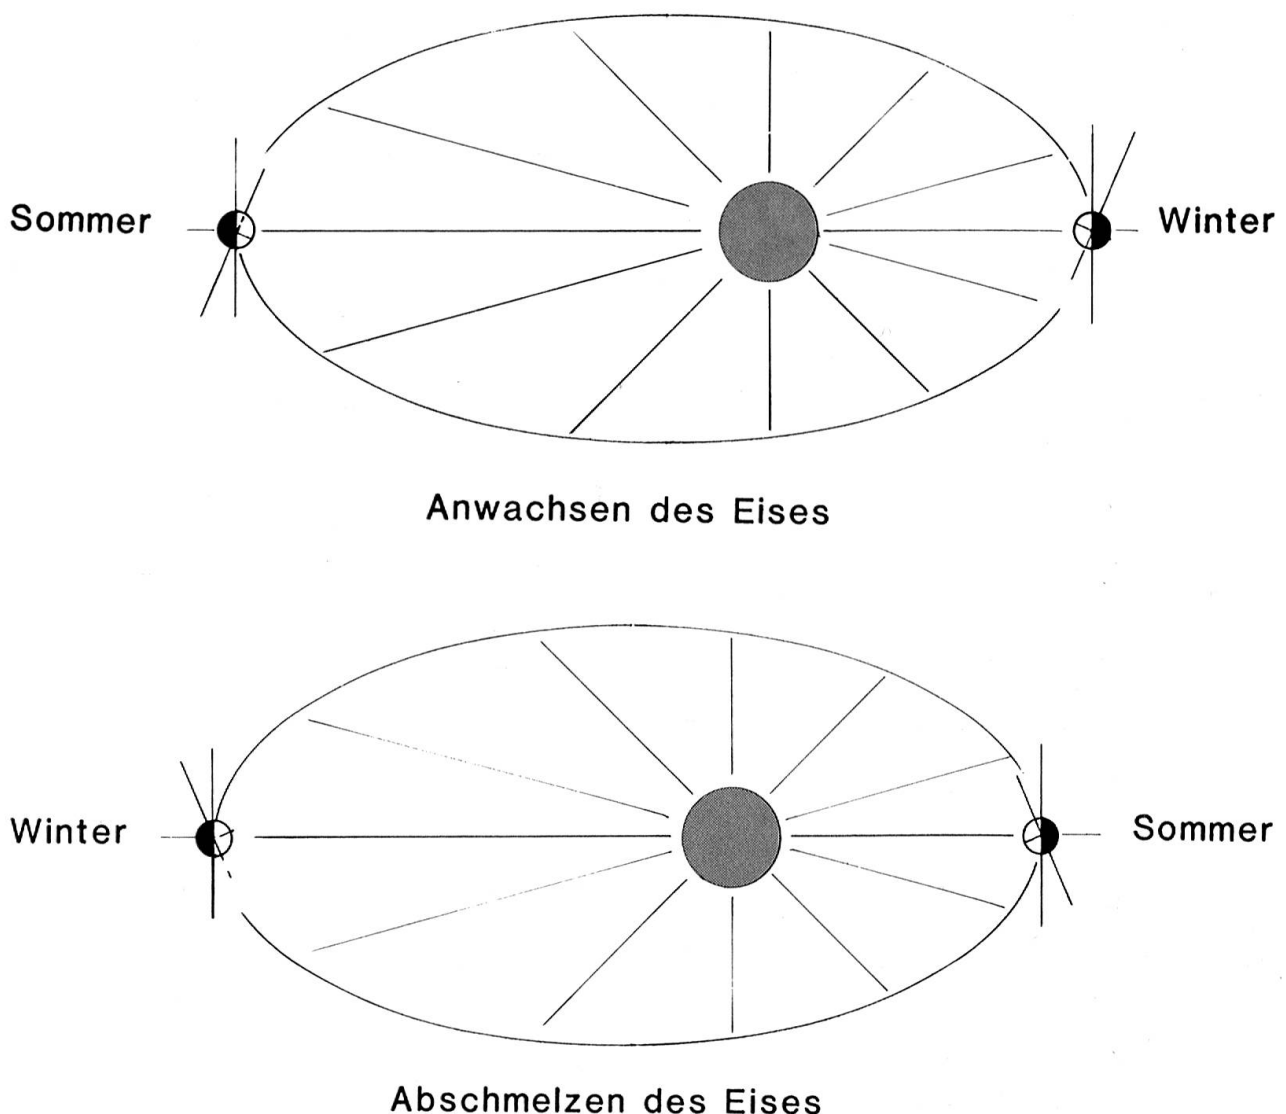 Sommer
Winter
Anwachsen des Eises
Winter
Sommer
Abschmelzen des Eises